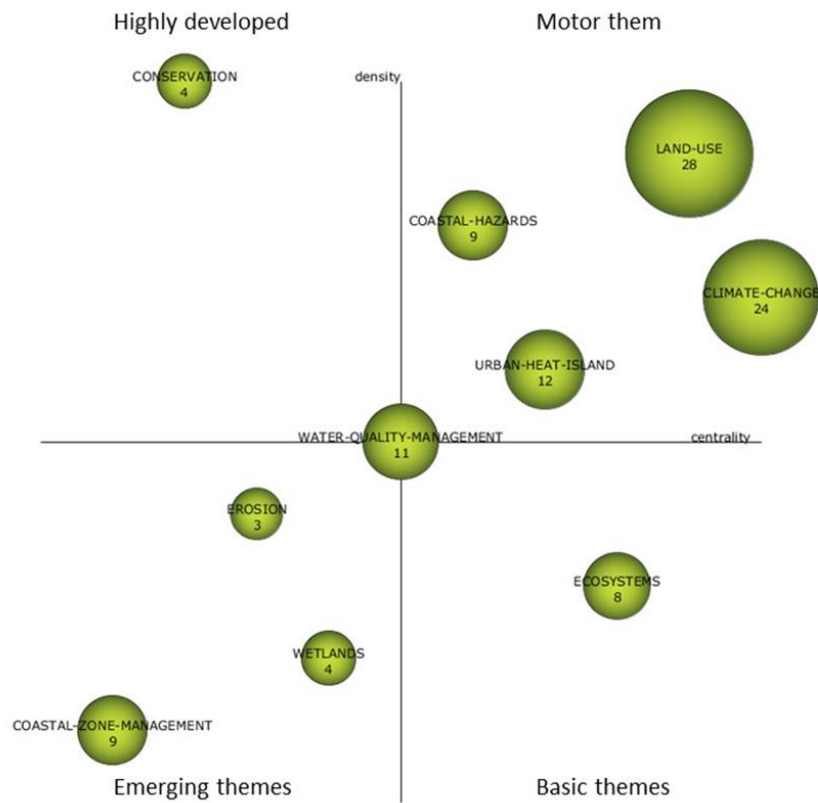 Highly developed
Motor them
CONSERVATION
4
density
LAND-USE
28
COASTAL-HAZARDS
9
CLIMATE-CHANGE
24
URBAN-HEAT-ISLAND
12
WATER-QUALITY-MANAGEMENT
11
centrality
EROSION
3
ECOSYSTEMS
8
WETLANDS
4
COASTAL-ZONE-MANAGEMENT
9
Emerging themes
Basic themes